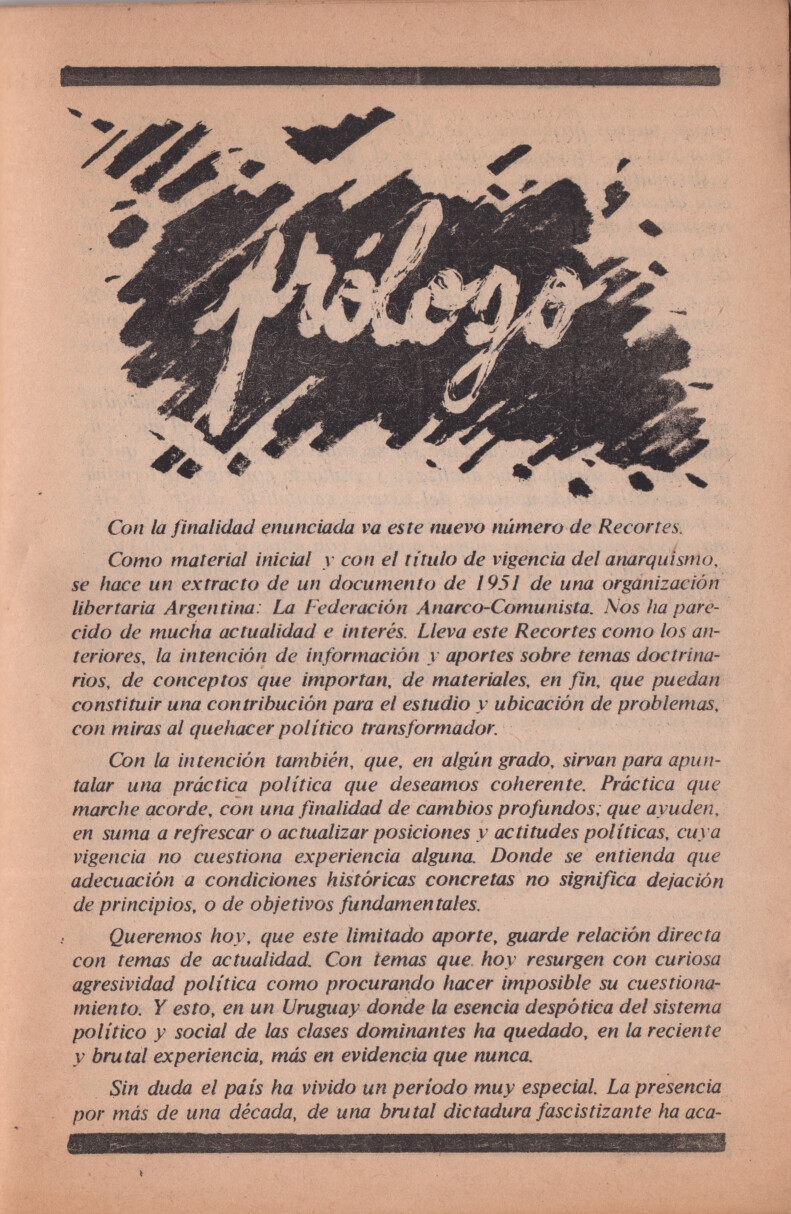 prólogo
Con la finalidad enunciada va este nuevo número de Recortes.
Como material inicial y con el título de vigencia del anarquismo,
se hace un extracto de un documento de 1951 de una organización
libertaria Argentina: La Federación Anarco-Comunista. Nos ha pare-
cido de mucha actualidad e interés. Lleva este Recortes como los an-
teriores, la intención de información y aportes sobre temas doctrina-
rios, de conceptos que importan, de materiales, en fin, que puedan
constituir una contribución para el estudio y ubicación de problemas,
con miras al quehacer político transformador.
Con la intención también, que, en algún grado, sirvan para apun-
talar una práctica política que deseamos coherente. Práctica que
marche acorde, con una finalidad de cambios profundos; que ayuden,
en suma a refrescar o actualizar posiciones y actitudes políticas, cuya
vigencia no cuestiona experiencia alguna. Donde se entienda que
adecuación a condiciones históricas concretas no significa dejación
de principios, o de objetivos fundamentales.
Queremos hoy, que este limitado aporte, guarde relación directa
con temas de actualidad. Con temas que hoy resurgen con curiosa
agresividad política como procurando hacer imposible su cuestiona-
miento. Y esto, en un Uruguay donde la esencia despótica del sistema
político y social de las clases dominantes ha quedado, en la reciente
y brutal experiencia, más en evidencia que nunca.
Sin duda el país ha vivido un período muy especial. La presencia
por más de una década, de una brutal dictadura fascistizante ha aca-